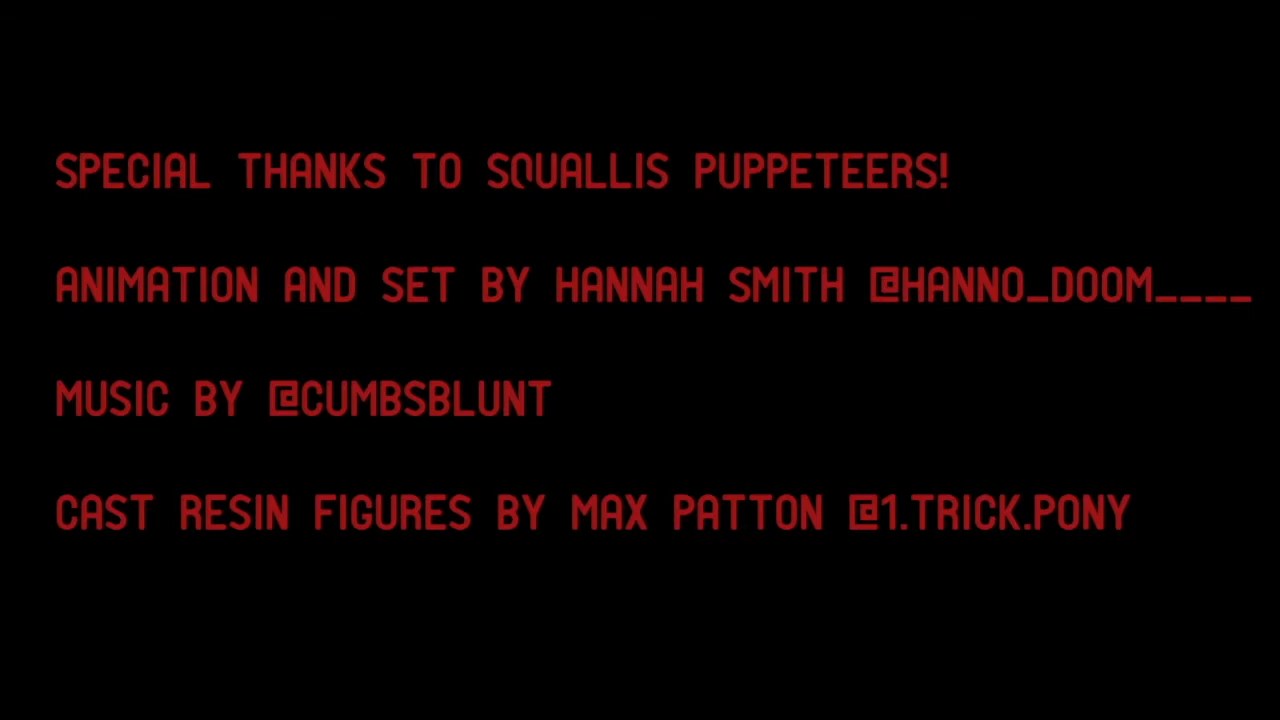 SPECIAL THANKS TO SQUALLIS PUPPETEERS!
ANIMATION AND SET BY HANNAH SMITH @HANNO_DOOM____
MUSIC BY @CUMBSBLUNT
CAST RESIN FIGURES BY MAX PATTON @1.TRICK.PONY